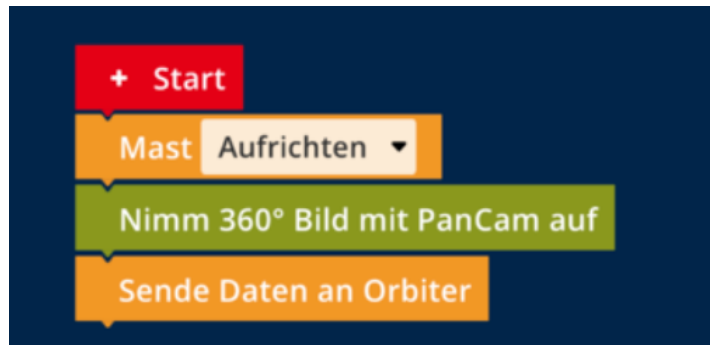 + Start
Mast Aufrichten
Nimm 360° Bild mit PanCam auf
Sende Daten an Orbiter